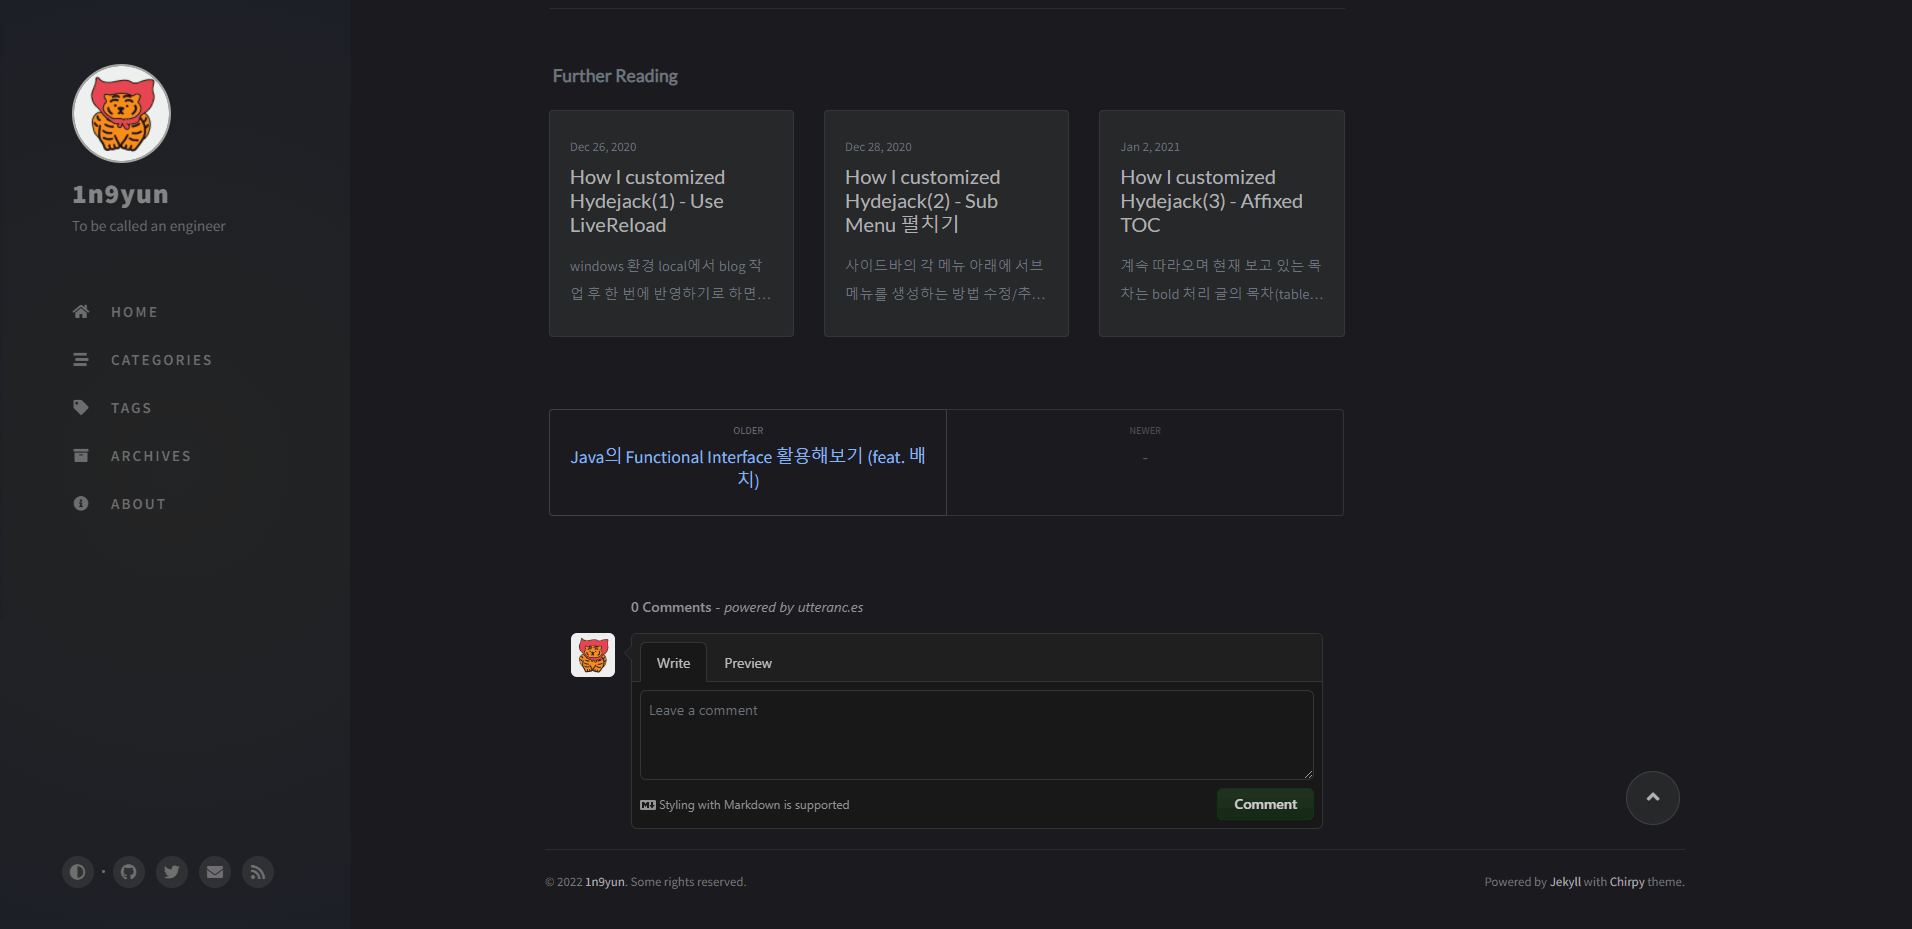 1n9yun
To be called an engineer
HOME
CATEGORIES
TAGS
ARCHIVES
ABOUT
Further Reading
Dec 26, 2020
How I customized
Hydejack(1) - Use
LiveReload
windows 환경 local에서 blog 작
업 후 한 번에 반영하기로 하면...
Dec 28, 2020
How I customized
Hydejack(2) - Sub
Menu 펼치기
사이드바의 각 메뉴 아래에 서브
메뉴를 생성하는 방법 수정/추...
Jan 2, 2021
How I customized
Hydejack(3) - Affixed
TOC
계속 따라오며 현재 보고 있는 목
차는 bold 처리 글의 목차(table...
OLDER
Java의 Functional Interface 활용해보기 (feat. 배
치)
NEWER
-
0 Comments - powered by utteranc.es
Write
Preview
Leave a comment
Styling with Markdown is supported
Comment
© 2022 1n9yun. Some rights reserved.
Powered by Jekyll with Chirpy theme.